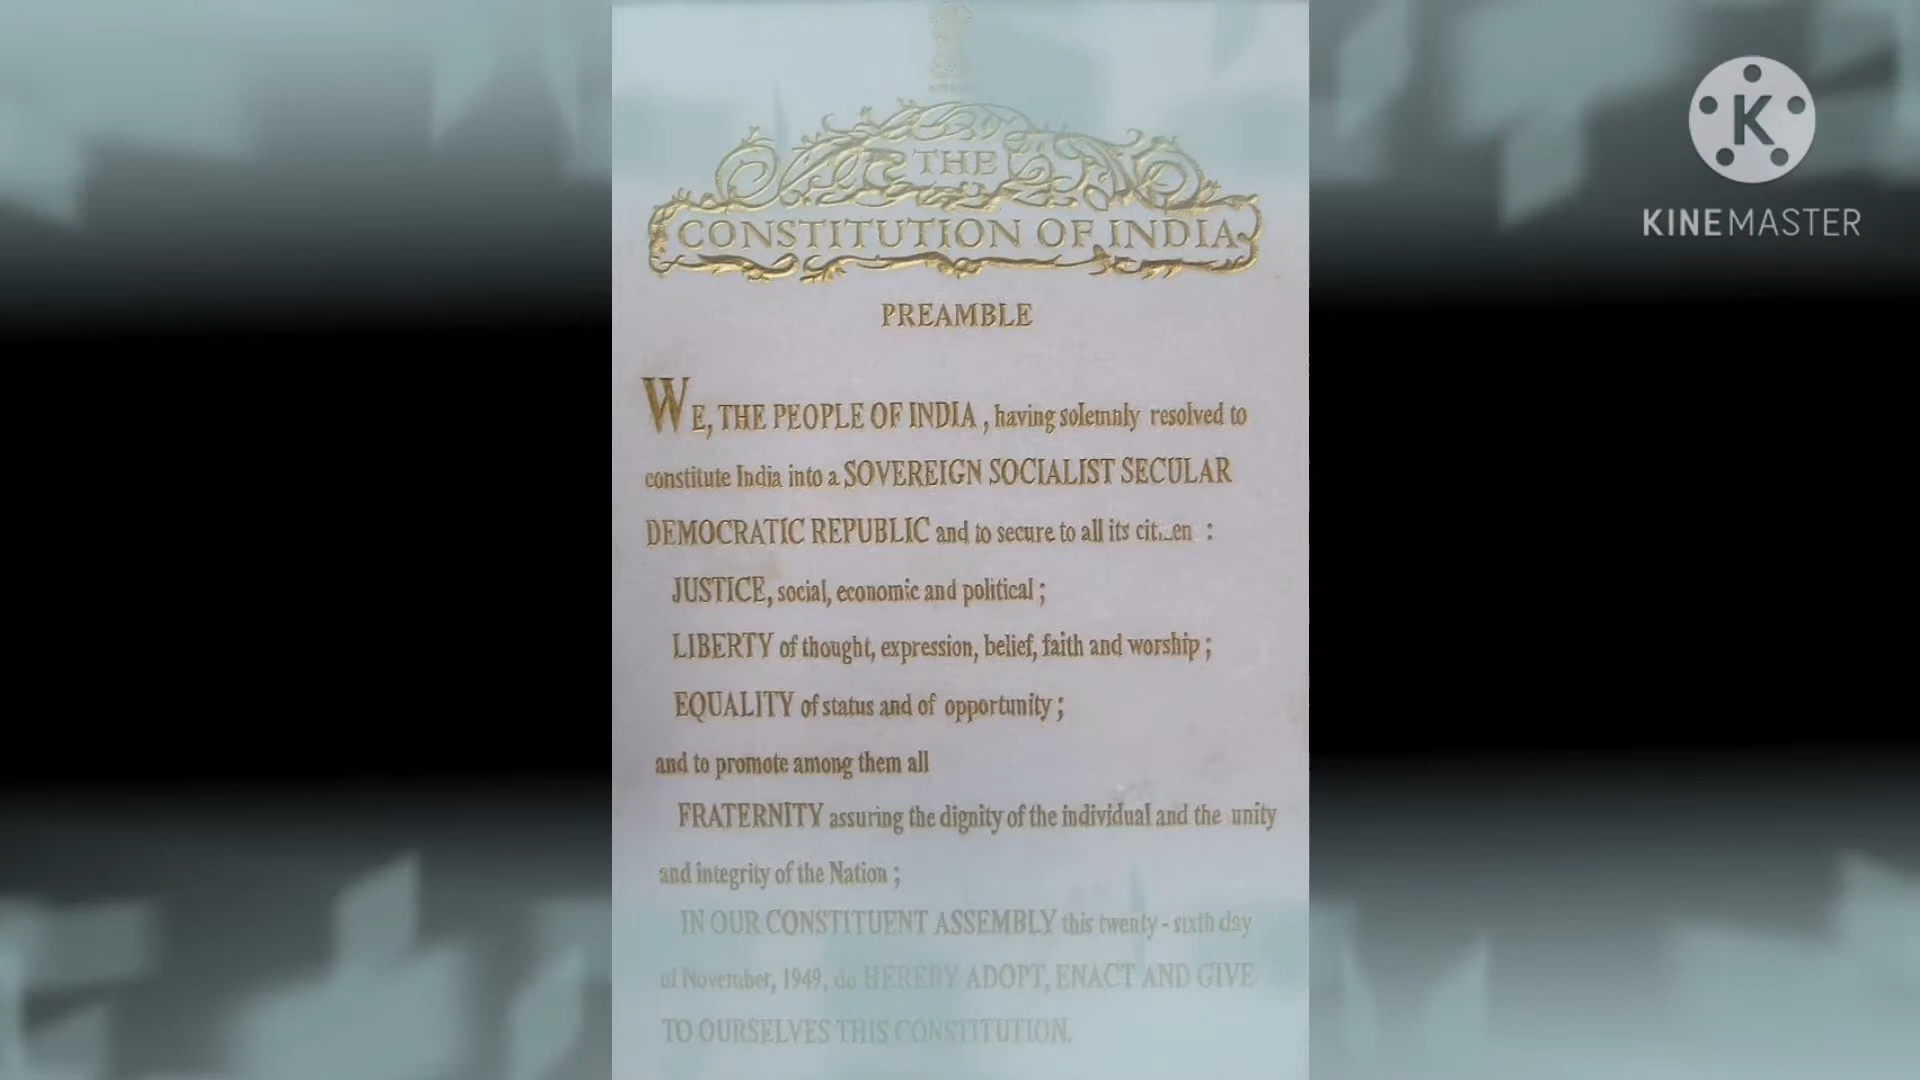 THE
CONSTITUTION OF INDIA
PREAMBLE
WE, THE PEOPLE OF INDIA, having solemnly resolved to
constitute India into a SOVEREIGN SOCIALIST SECULAR
DEMOCRATIC REPUBLIC and to secure to all its
JUSTICE, social, economic and political;
LIBERTY of thought, expression, belief, faith and worship;
EQUALITY of status and of opportunity;
and to promote among them all
FRATERNITY assuring the dignity of the individual and the unity
and integrity of the Nation;
IN OUR CONSTITUENT ASSEMBLY this twenty-sixth day
of November, 1949, do HEREBY ADOPT, ENACT AND GIVE
TO OURSELVES THIS CONSTITUTION.
K
KINEMASTER